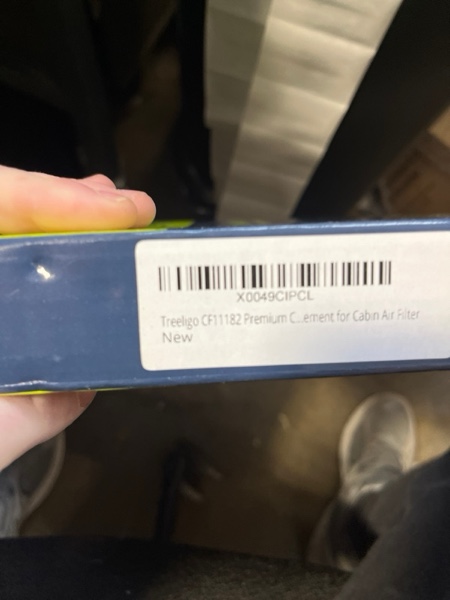 X0049CIPCL
Treeligo CF11182 Premium C...ement for Cabin Air Filter
New